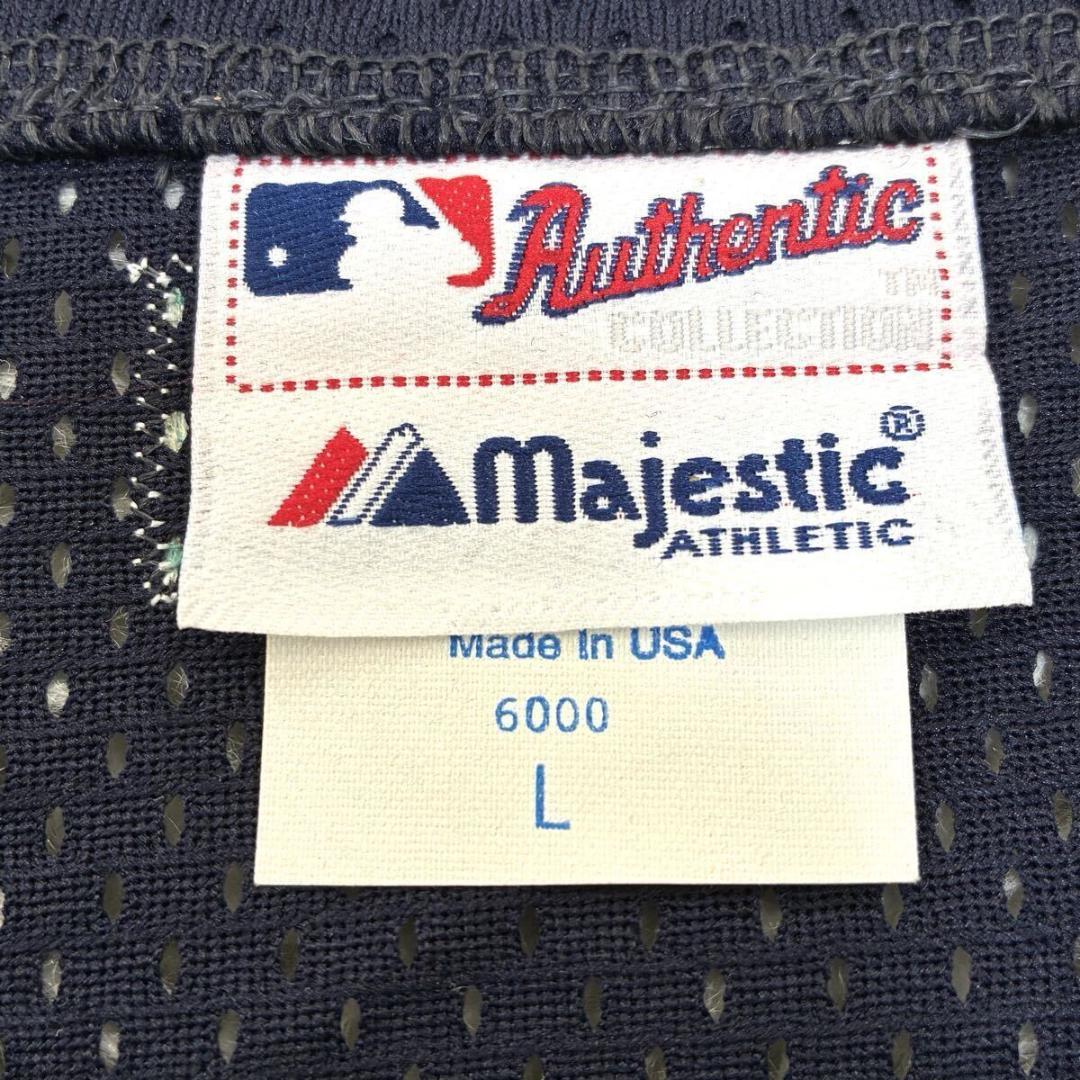 Authentic
TM
COLLECTION
Majestic®
ATHLETIC
Made In USA
6000
L